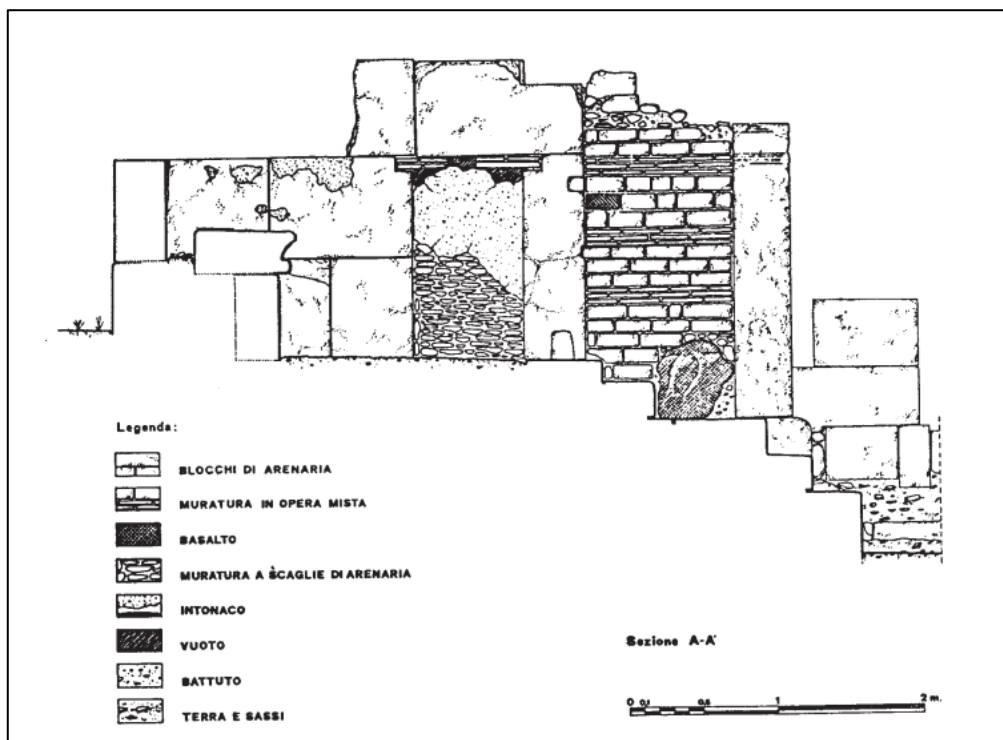 Legenda:
BLOCCHI DI ARENARIA
MURATURA IN OPERA MISTA
BASALTO
MURATURA A SCAGLIE DI ARENARIA
INTONACO
VUOTO
BATTUTO
TERRA E SASSI
Sezione A-A'
0 0,1 0,5 1 2 m.